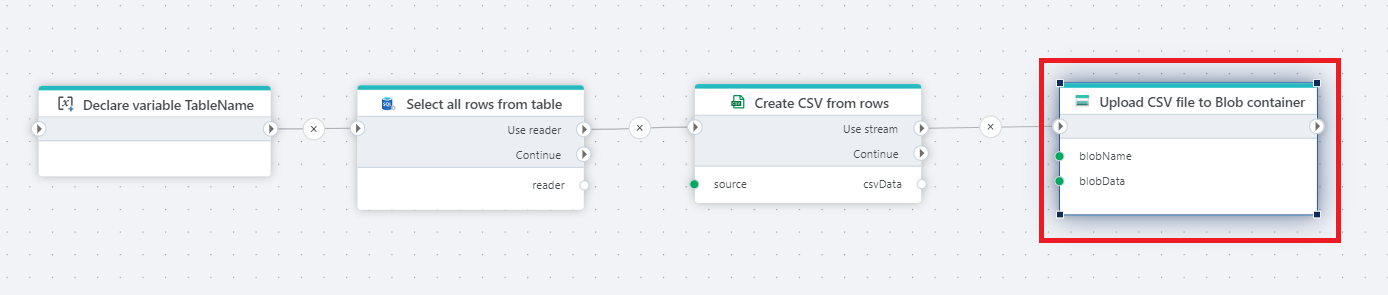 Declare variable TableName
Select all rows from table
Use reader
Continue
reader
Create CSV from rows
Use stream
Continue
source
csvData
Upload CSV file to Blob container
blobName
blobData